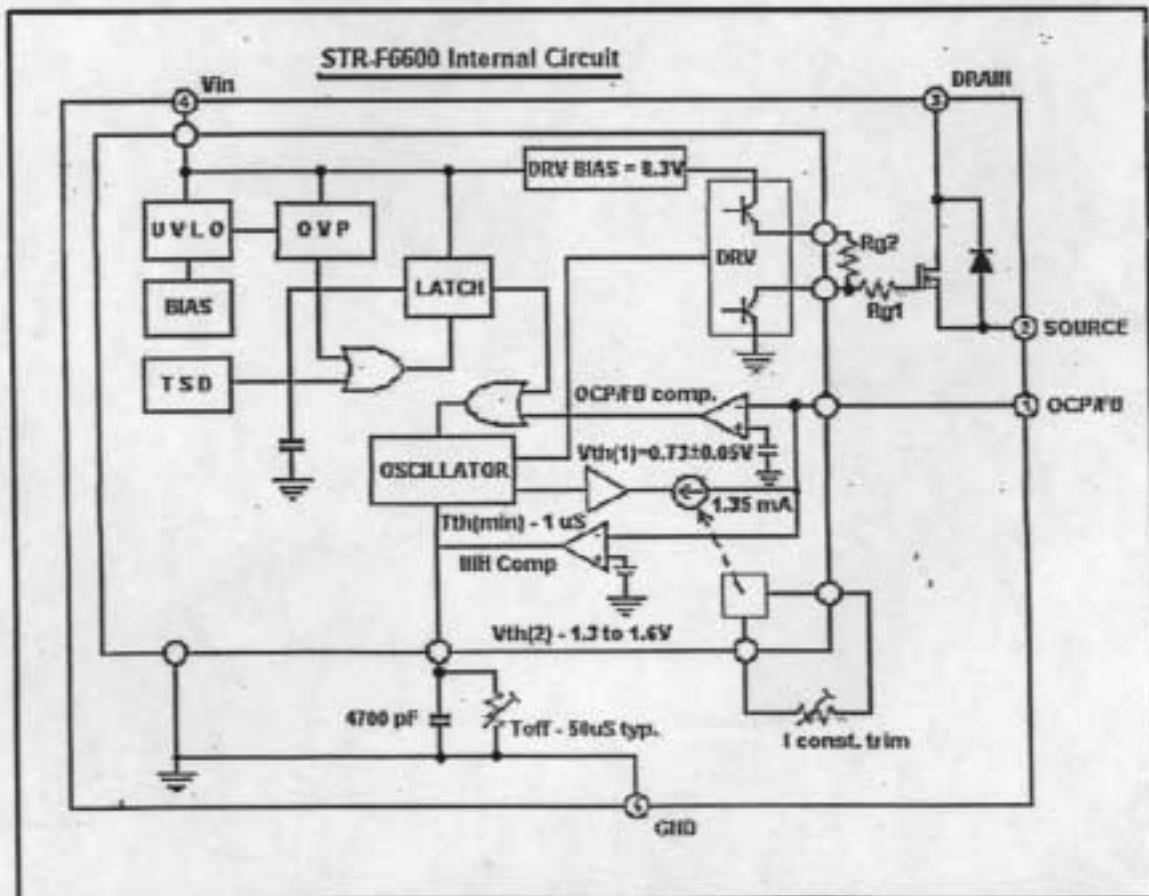 STR-F6600 Internal Circuit
Vin
4
DRAIN
3
DRV BIAS = 8.3V
UVLO
OVP
DRV
Rg2
LATCH
BIAS
Rg1
2
SOURCE
TSD
OCP/FB comp.
1
OCP/FB
OSCILLATOR
Vth(1)=0.73±0.05V
1.35 mA
Tth(min) - 1 uS
INH Comp
Vth(2) - 1.3 to 1.6V
4700 pF
Toff - 50uS typ.
I const. trim
GND